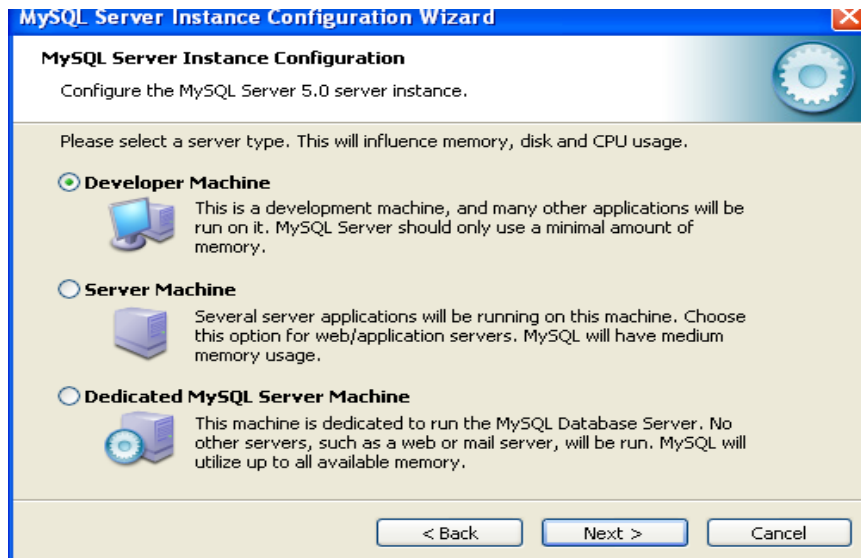 MySQL Server Instance Configuration Wizard
MySQL Server Instance Configuration
Configure the MySQL Server 5.0 server instance.
Please select a server type. This will influence memory, disk and CPU usage.
Developer Machine
This is a development machine, and many other applications will be
run on it. MySQL Server should only use a minimal amount of
memory.
Server Machine
Several server applications will be running on this machine. Choose
this option for web/application servers. MySQL will have medium
memory usage.
Dedicated MySQL Server Machine
This machine is dedicated to run the MySQL Database Server. No
other servers, such as a web or mail server, will be run. MySQL will
utilize up to all available memory.
< Back Next > Cancel